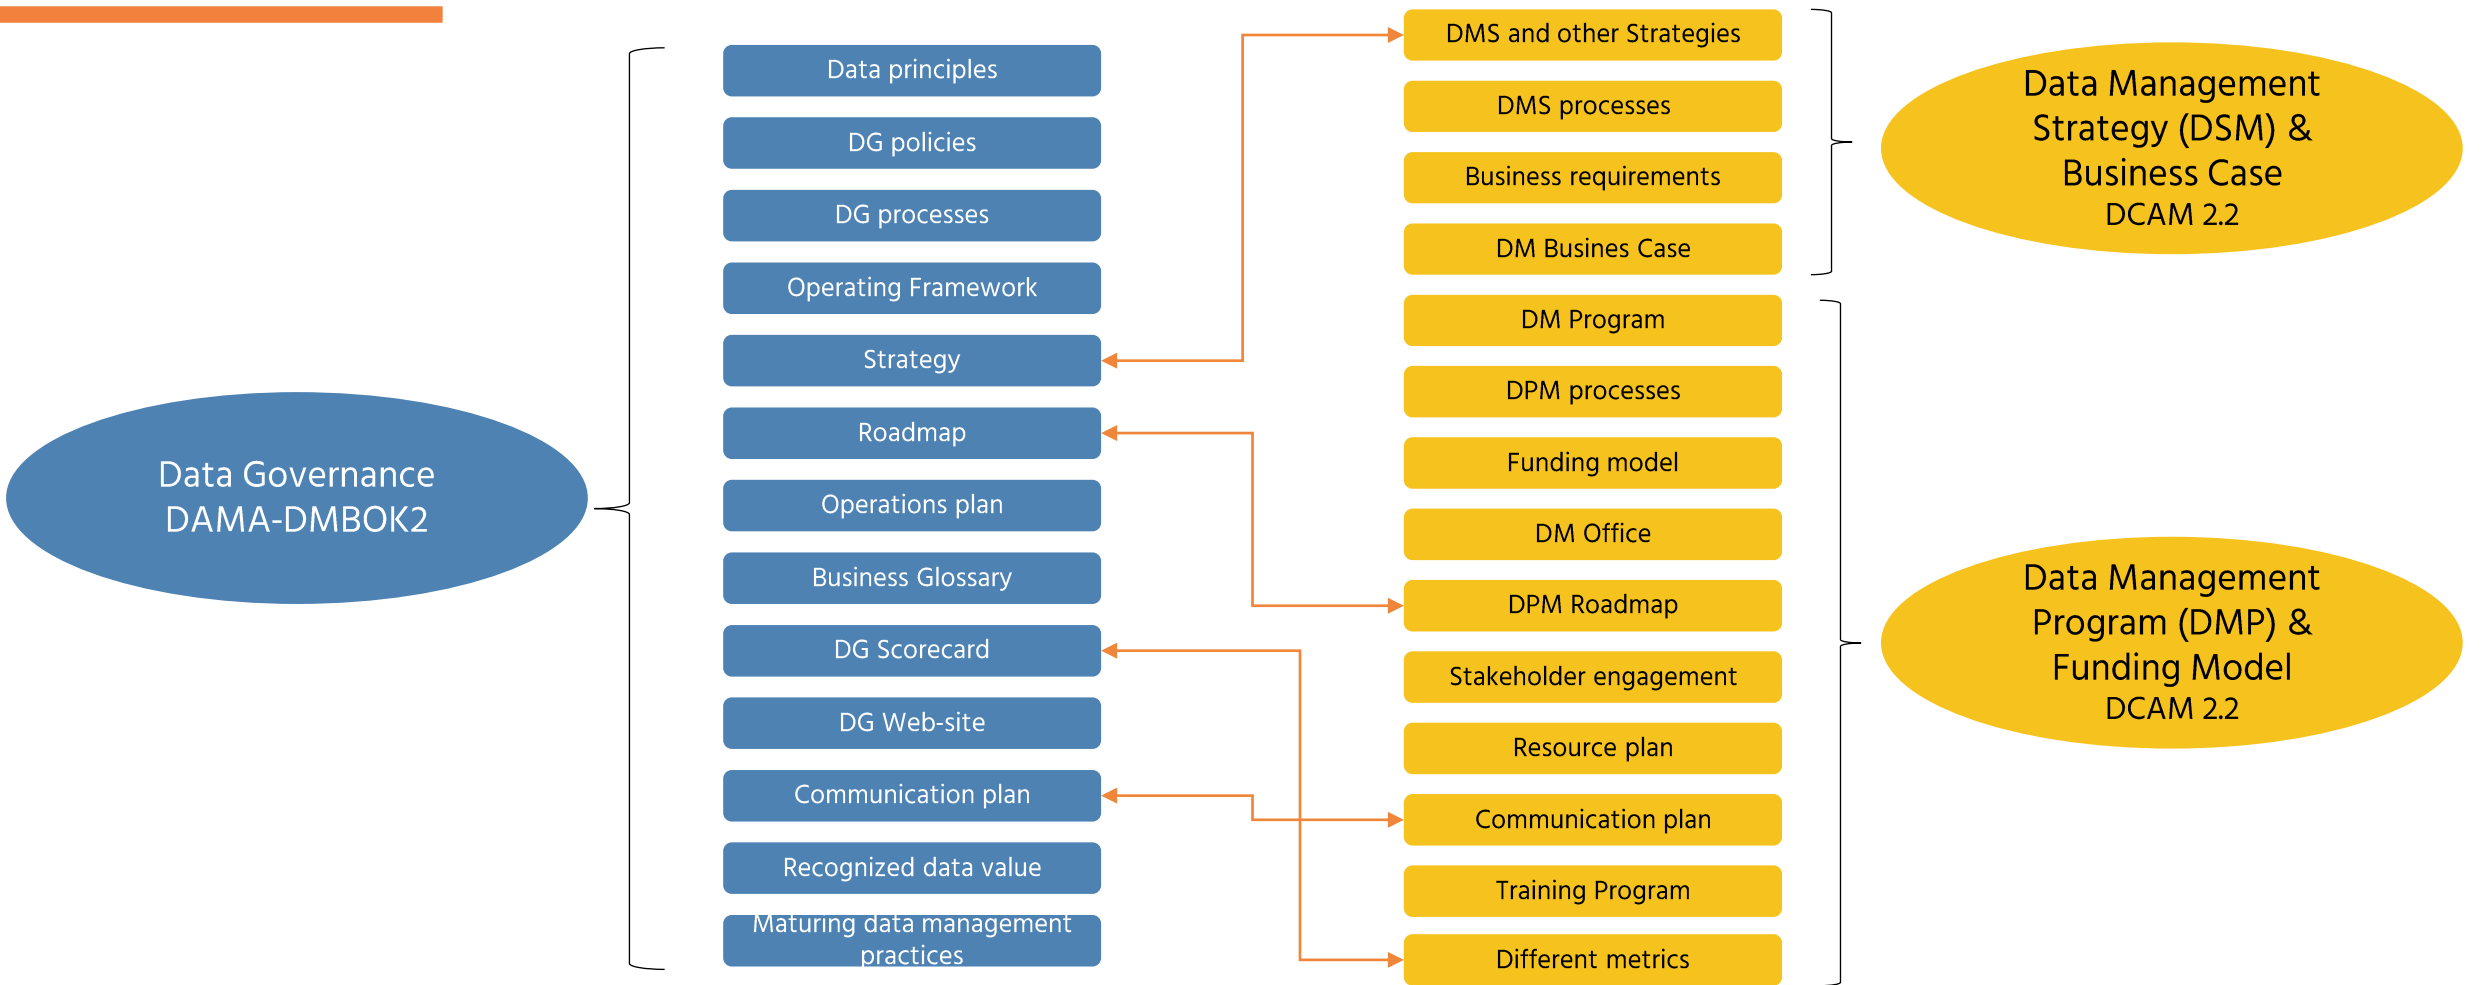 Data Governance
DAMA-DMBOK2
Data principles
DG policies
DG processes
Operating Framework
Strategy
Roadmap
Operations plan
Business Glossary
DG Scorecard
DG Web-site
Communication plan
Recognized data value
Maturing data management
practices
DMS and other Strategies
DMS processes
Business requirements
DM Busines Case
DM Program
DPM processes
Funding model
DM Office
DPM Roadmap
Stakeholder engagement
Resource plan
Communication plan
Training Program
Different metrics
Data Management
Strategy (DSM) &
Business Case
DCAM 2.2
Data Management
Program (DMP) &
Funding Model
DCAM 2.2